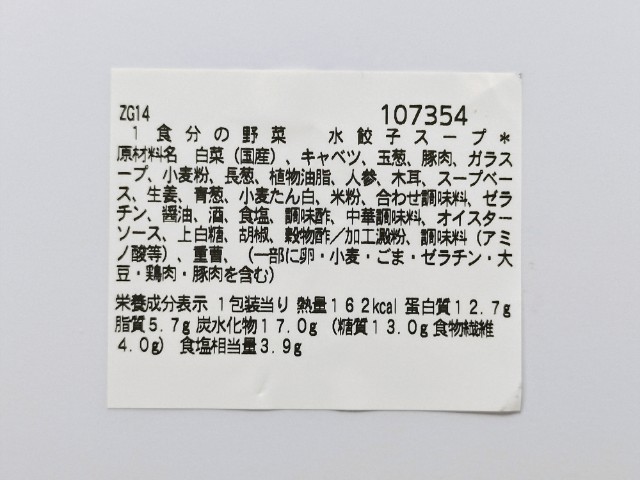 ZG14 107354
1食分の野菜 水餃子スープ*
原材料名 白菜(国産)、キャベツ、玉葱、豚肉、ガラス
ープ、小麦粉、長葱、植物油脂、人参、木耳、スープベー
ス、生姜、青葱、小麦たん白、米粉、合わせ調味料、ゼラ
チン、醤油、酒、食塩、調味酢、中華調味料、オイスター
ソース、上白糖、胡椒、穀物酢/加工澱粉、調味料(アミ
ノ酸等)、重曹、(一部に卵・小麦・ごま・ゼラチン・大
豆・鶏肉・豚肉を含む)
栄養成分表示 1包装当り 熱量162kcal 蛋白質12.7g
脂質5.7g 炭水化物17.0g (糖質13.0g食物繊維
4.0g) 食塩相当量3.9g